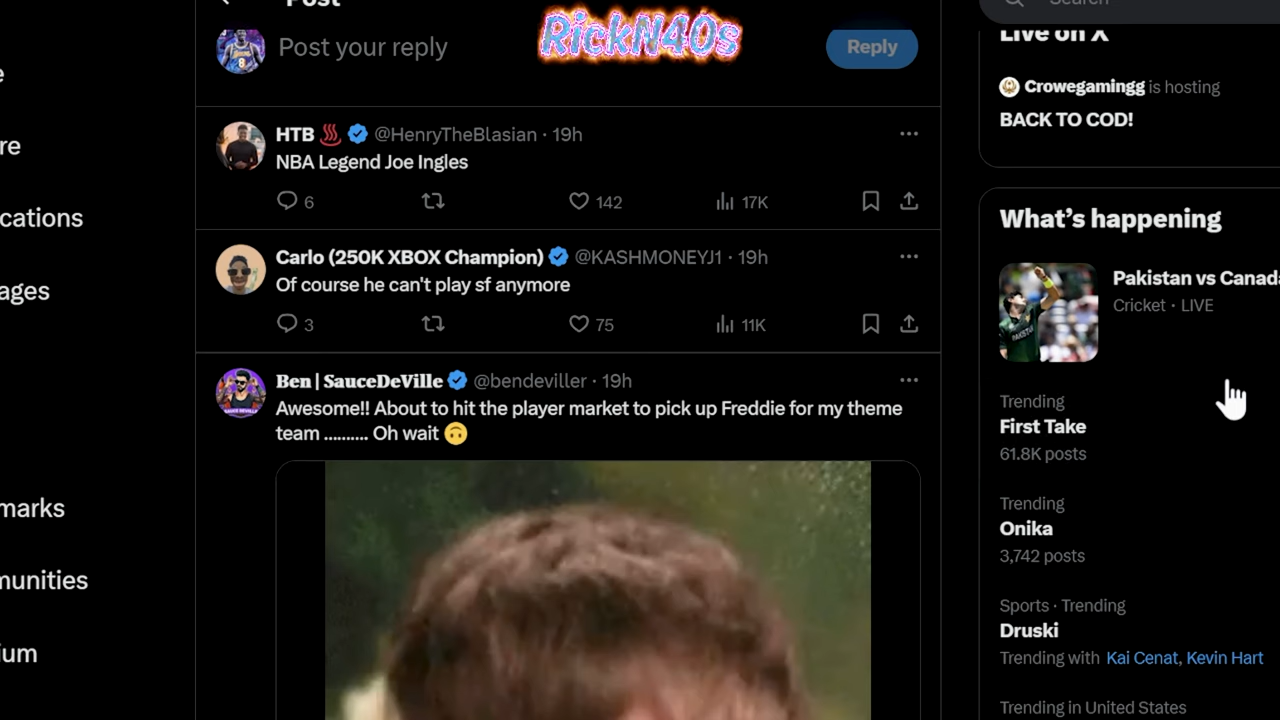 Post
Search
Post your reply
RickN40s
Reply
Live on X
Crowegamingg is hosting
BACK TO COD!
HTB @HenryTheBlasian · 19h
NBA Legend Joe Ingles
6
142
17K
Carlo (250K XBOX Champion) @KASHMONEYJ1 · 19h
Of course he can't play sf anymore
3
75
11K
Ben | SauceDeVille @bendeviller · 19h
Awesome!! About to hit the player market to pick up Freddie for my theme
team .......... Oh wait 🙃
e
re
cations
ages
marks
munities
ium
What's happening
Pakistan vs Canad
Cricket · LIVE
Trending
First Take
61.8K posts
Trending
Onika
3,742 posts
Sports · Trending
Druski
Trending with Kai Cenat, Kevin Hart
Trending in United States